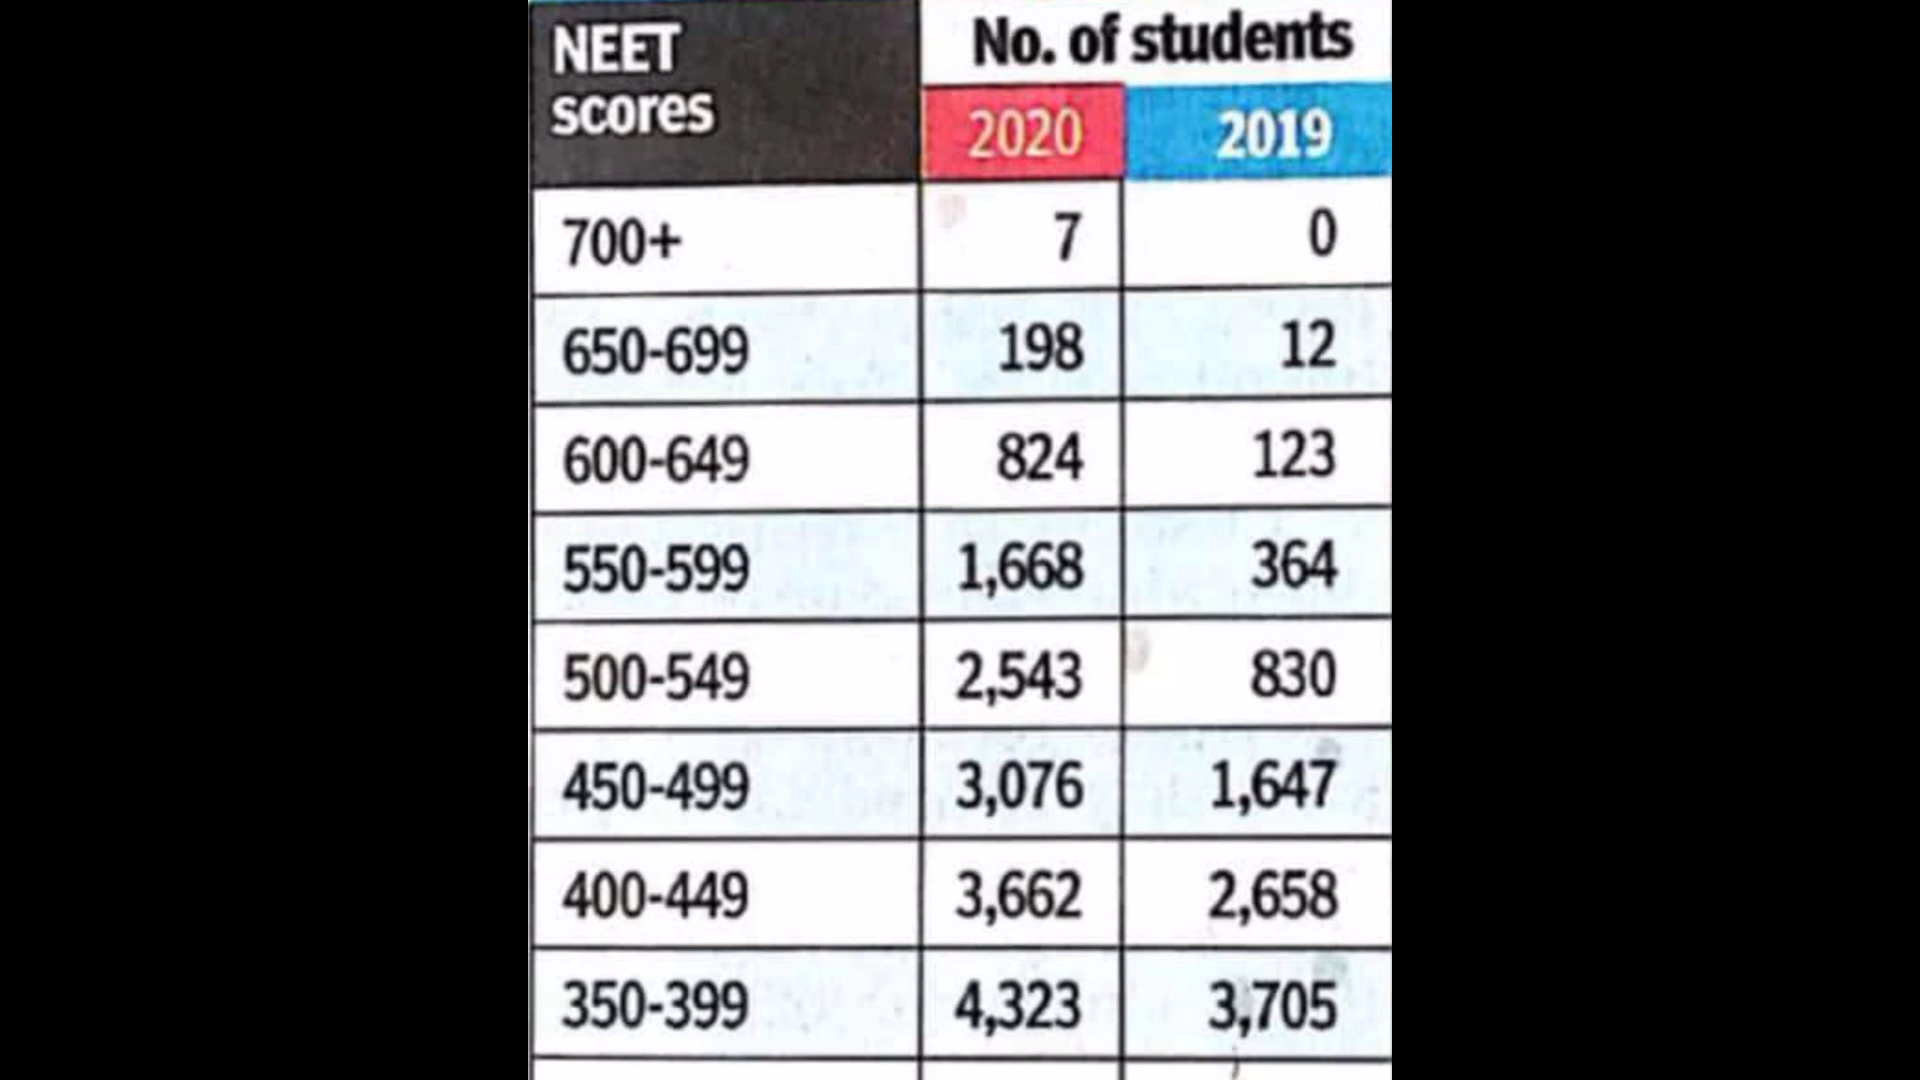 NEET scores No. of students
2020 2019
700+ 7 0
650-699 198 12
600-649 824 123
550-599 1,668 364
500-549 2,543 830
450-499 3,076 1,647
400-449 3,662 2,658
350-399 4,323 3,705